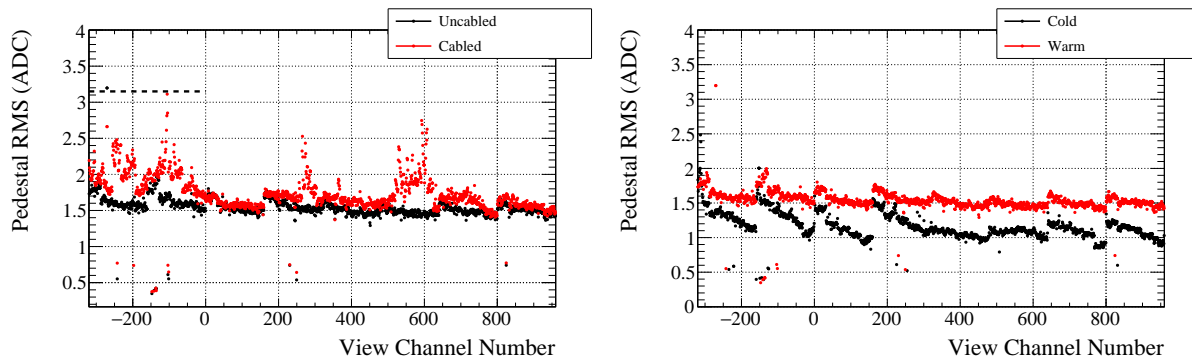 Uncabled
Cabled
Pedestal RMS (ADC)
4
3.5
3
2.5
2
1.5
1
0.5
−200 0 200 400 600 800
View Channel Number
Cold
Warm
Pedestal RMS (ADC)
4
3.5
3
2.5
2
1.5
1
0.5
0
−200 0 200 400 600 800
View Channel Number